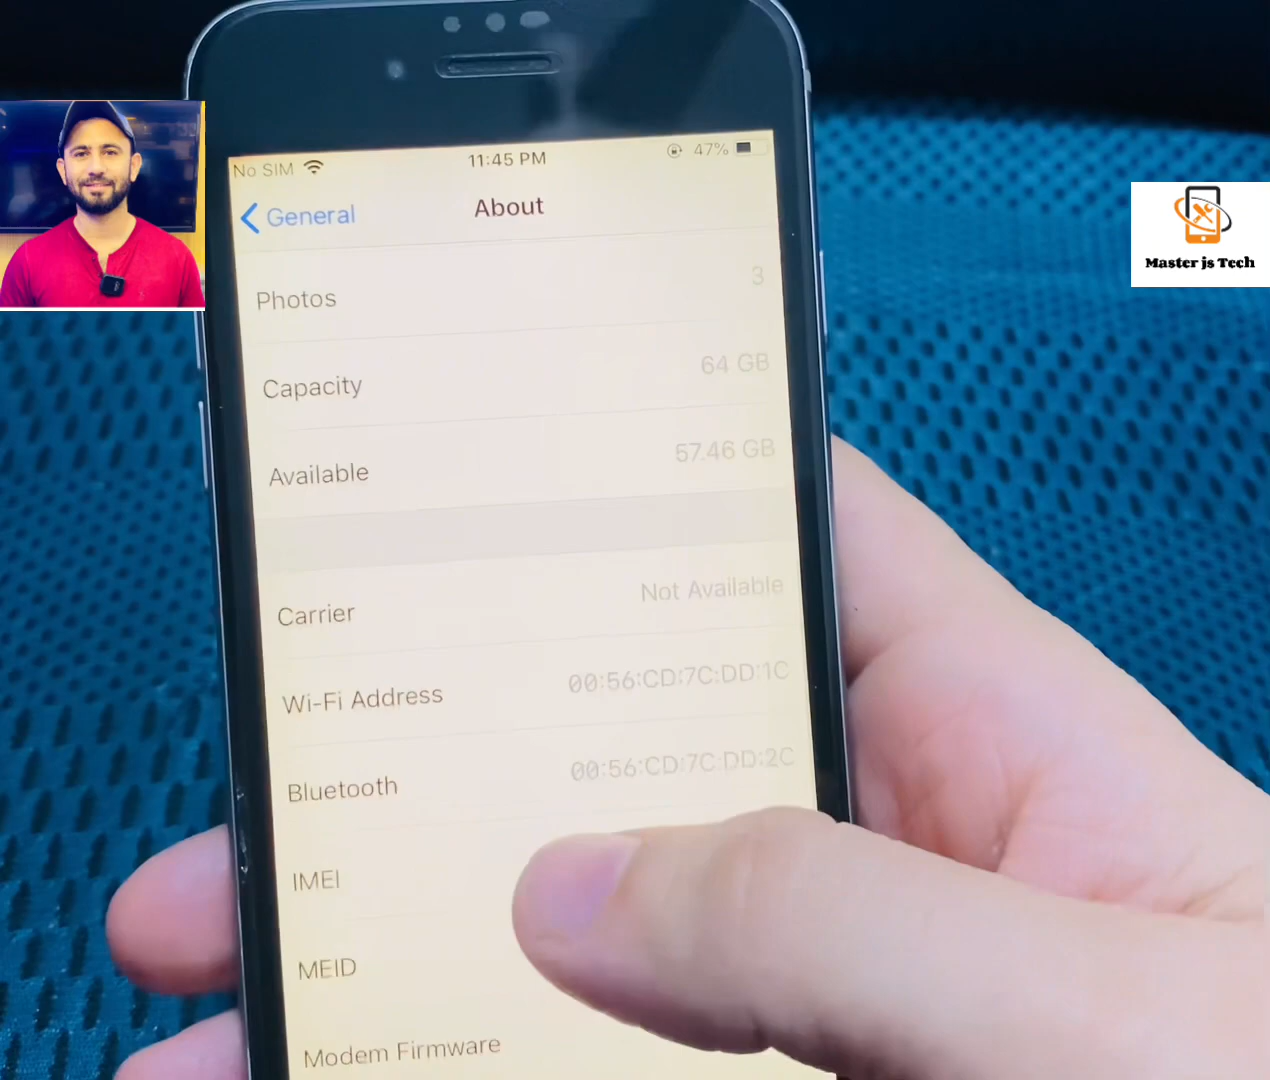 No SIM 11:45 PM 47%
General About
Photos 3
Capacity 64 GB
Available 57.46 GB
Carrier Not Available
Wi-Fi Address 00:56:CD:7C:DD:1C
Bluetooth 00:56:CD:7C:DD:2C
IMEI
MEID
Modem Firmware
Master js Tech